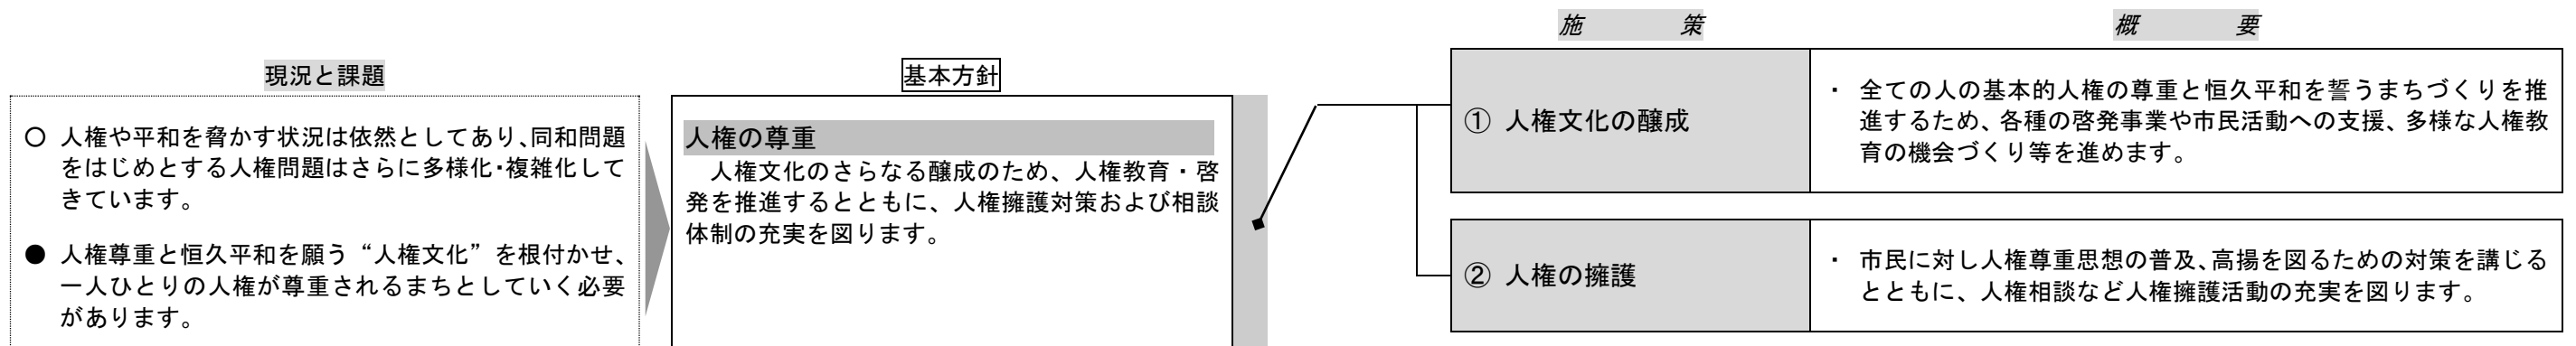 現況と課題
○ 人権や平和を脅かす状況は依然としてあり、同和問題
をはじめとする人権問題はさらに多様化・複雑化して
きています。
● 人権尊重と恒久平和を願う“人権文化”を根付かせ、
一人ひとりの人権が尊重されるまちとしていく必要
があります。
基本方針
人権の尊重
人権文化のさらなる醸成のため、人権教育・啓
発を推進するとともに、人権擁護対策および相談
体制の充実を図ります。
施 策
概 要
① 人権文化の醸成
・ 全ての人の基本的人権の尊重と恒久平和を誓うまちづくりを推
進するため、各種の啓発事業や市民活動への支援、多様な人権教
育の機会づくり等を進めます。
② 人権の擁護
・ 市民に対し人権尊重思想の普及、高揚を図るための対策を講じる
とともに、人権相談など人権擁護活動の充実を図ります。